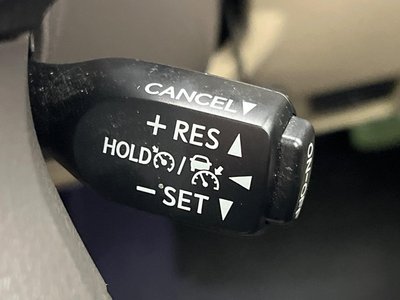 CANCEL▼
+ RES ▲
HOLD / ◀
− SET ▼